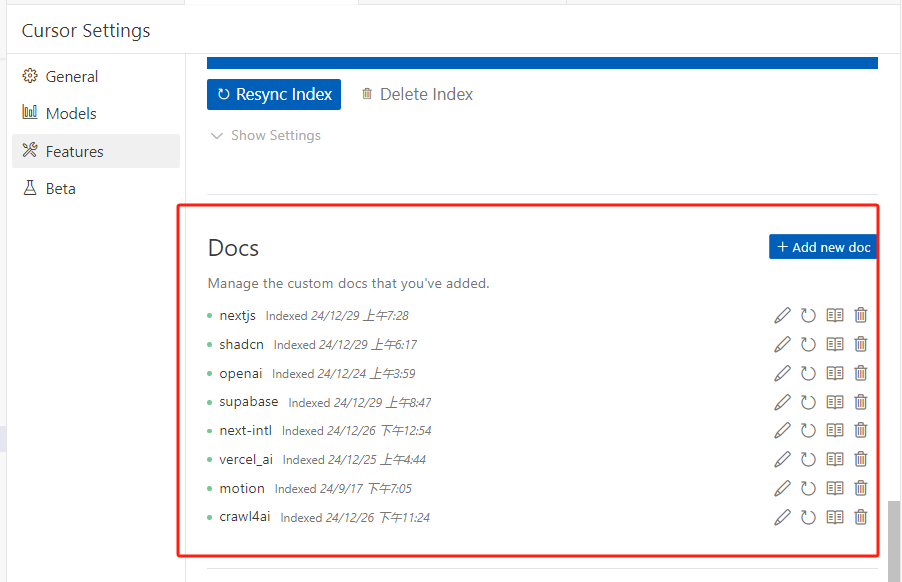 Cursor Settings
General
Models
Features
Beta
Resync Index
Delete Index
Show Settings
Docs
+ Add new doc
Manage the custom docs that you've added.
nextjs Indexed 24/12/29 上午7:28
shadcn Indexed 24/12/29 上午6:17
openai Indexed 24/12/24 上午3:59
supabase Indexed 24/12/29 上午8:47
next-intl Indexed 24/12/26 下午12:54
vercel_ai Indexed 24/12/25 上午4:44
motion Indexed 24/9/17 下午7:05
crawl4ai Indexed 24/12/26 下午11:24